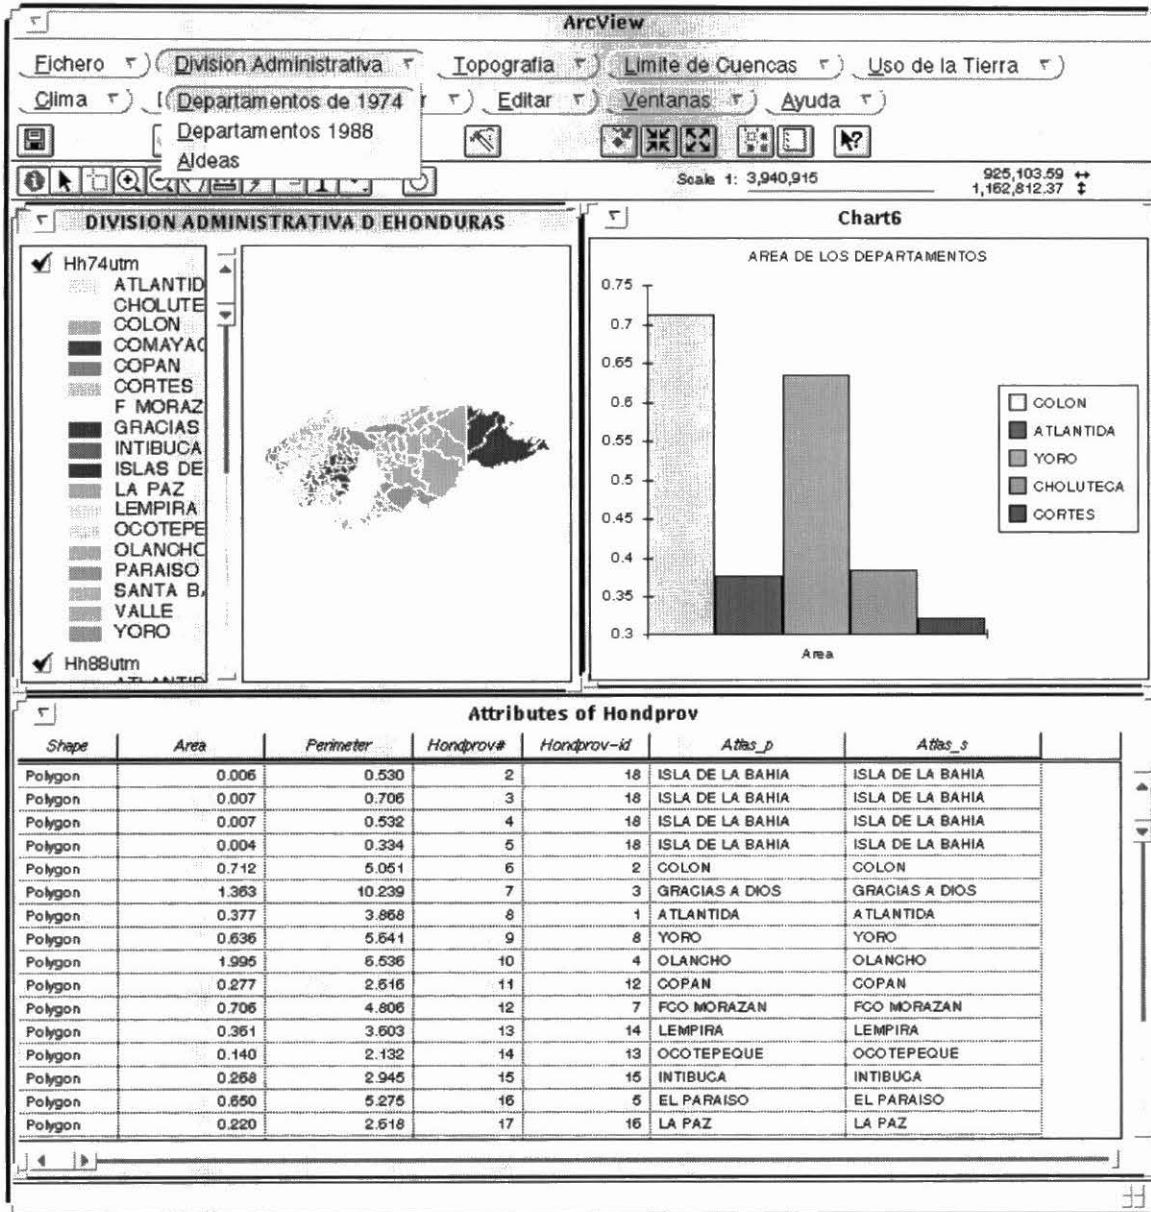 ArcView
Fichero Division Administrativa Topografia Limite de Cuencas Uso de la Tierra
Clima Editar Ventanas Ayuda
Departamentos de 1974
Departamentos 1988
Aldeas
Scale 1: 3,940,915
925,103.59
1,162,812.37
DIVISION ADMINISTRATIVA D EHONDURAS
Hh74utm
ATLANTID
CHOLUTE
COLON
COMAYAC
COPAN
CORTES
F MORAZ
GRACIAS
INTIBUCA
ISLAS DE
LA PAZ
LEMPIRA
OCOTEPE
OLANCHO
PARAISO
SANTA B
VALLE
YORO
Hh88utm
ATLANTID
Chart6
AREA DE LOS DEPARTAMENTOS
0.75
0.7
0.65
0.6
0.55
0.5
0.45
0.4
0.35
0.3
Area
COLON
ATLANTIDA
YORO
CHOLUTECA
CORTES
Attributes of Hondprov
Shape Area Perimeter Hondprov# Hondprov-id Atlas_p Atlas_s
Polygon 0.006 0.530 2 18 ISLA DE LA BAHIA ISLA DE LA BAHIA
Polygon 0.007 0.706 3 18 ISLA DE LA BAHIA ISLA DE LA BAHIA
Polygon 0.007 0.532 4 18 ISLA DE LA BAHIA ISLA DE LA BAHIA
Polygon 0.004 0.334 5 18 ISLA DE LA BAHIA ISLA DE LA BAHIA
Polygon 0.712 5.051 6 2 COLON COLON
Polygon 1.363 10.239 7 3 GRACIAS A DIOS GRACIAS A DIOS
Polygon 0.377 3.868 8 1 ATLANTIDA ATLANTIDA
Polygon 0.636 5.641 9 8 YORO YORO
Polygon 1.995 6.536 10 4 OLANCHO OLANCHO
Polygon 0.277 2.616 11 12 COPAN COPAN
Polygon 0.706 4.806 12 7 FCO MORAZAN FCO MORAZAN
Polygon 0.361 3.603 13 14 LEMPIRA LEMPIRA
Polygon 0.140 2.132 14 13 OCOTEPEQUE OCOTEPEQUE
Polygon 0.268 2.945 15 15 INTIBUCA INTIBUCA
Polygon 0.650 5.275 16 5 EL PARAISO EL PARAISO
Polygon 0.220 2.618 17 16 LA PAZ LA PAZ